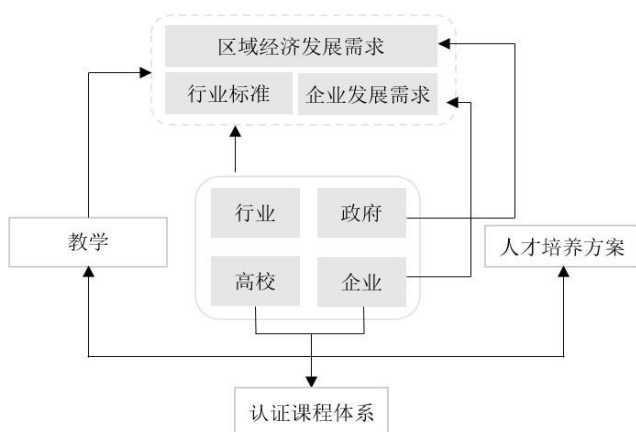 区域经济发展需求
行业标准 企业发展需求
行业 政府
教学 人才培养方案
高校 企业
认证课程体系